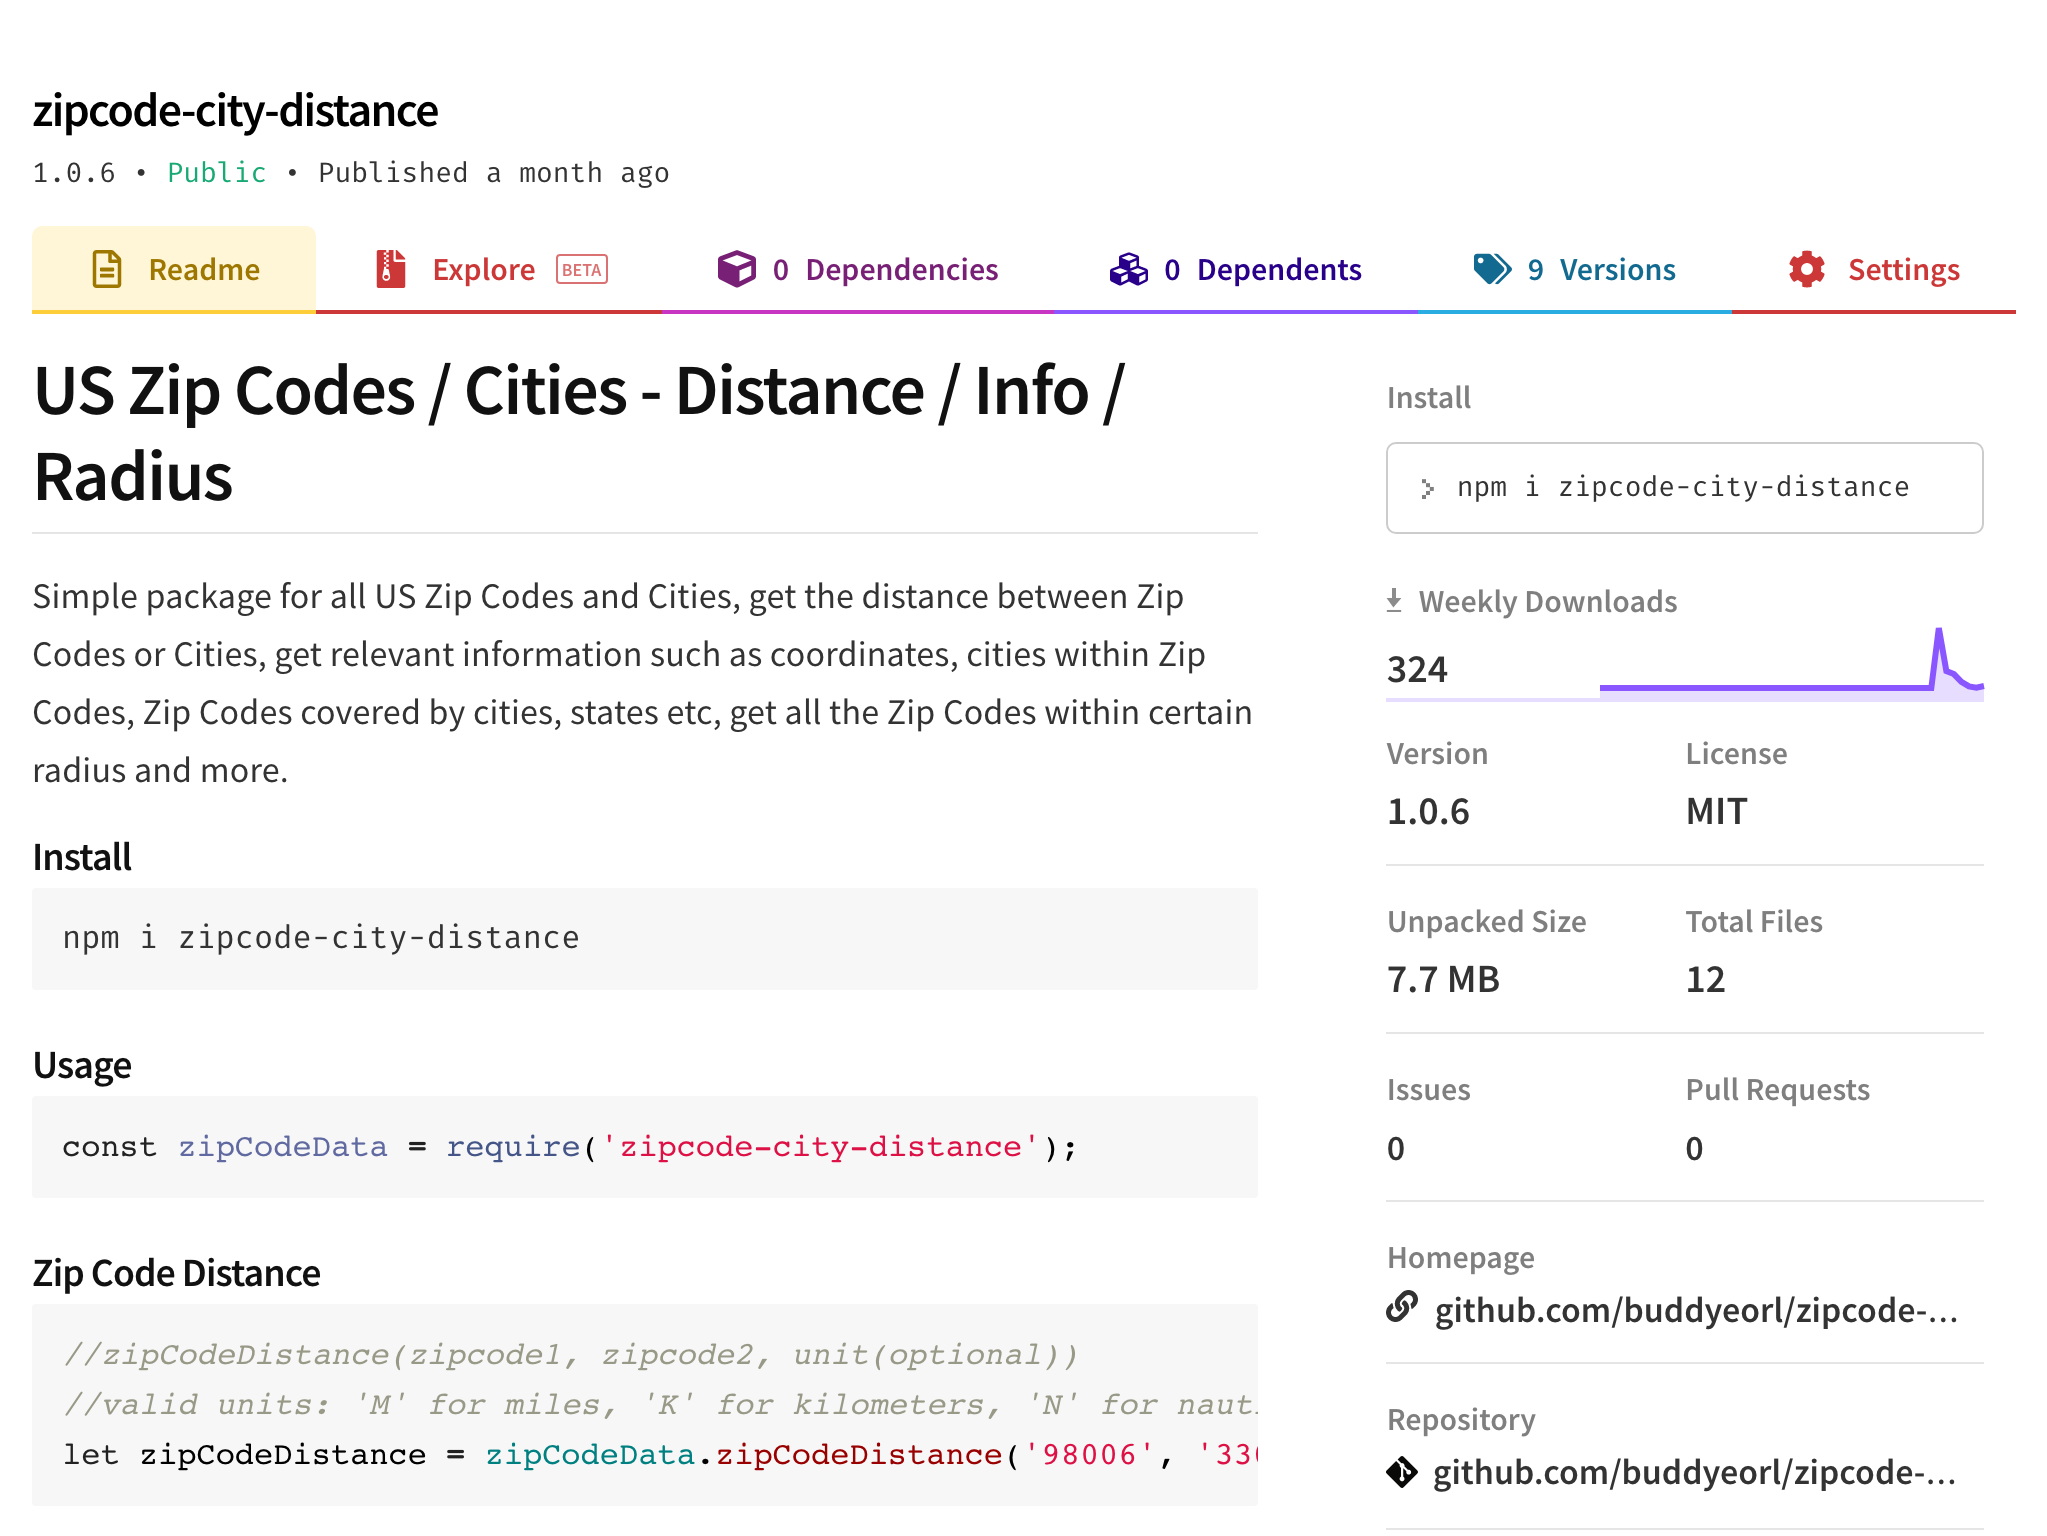 zipcode-city-distance
1.0.6 • Public • Published a month ago
Readme
Explore BETA
0 Dependencies
0 Dependents
9 Versions
Settings
US Zip Codes / Cities - Distance / Info /
Radius
Simple package for all US Zip Codes and Cities, get the distance between Zip
Codes or Cities, get relevant information such as coordinates, cities within Zip
Codes, Zip Codes covered by cities, states etc, get all the Zip Codes within certain
radius and more.
Install
npm i zipcode-city-distance
Usage
const zipCodeData = require('zipcode-city-distance');
Zip Code Distance
//zipCodeDistance(zipcode1, zipcode2, unit(optional))
//valid units: 'M' for miles, 'K' for kilometers, 'N' for
let zipCodeDistance = zipCodeData.zipCodeDistance('98006',
Install
npm i zipcode-city-distance
Weekly Downloads
324
Version
1.0.6
License
MIT
Unpacked Size
7.7 MB
Total Files
12
Issues
0
Pull Requests
0
Homepage
github.com/buddyeorl/zipcode-...
Repository
github.com/buddyeorl/zipcode-...